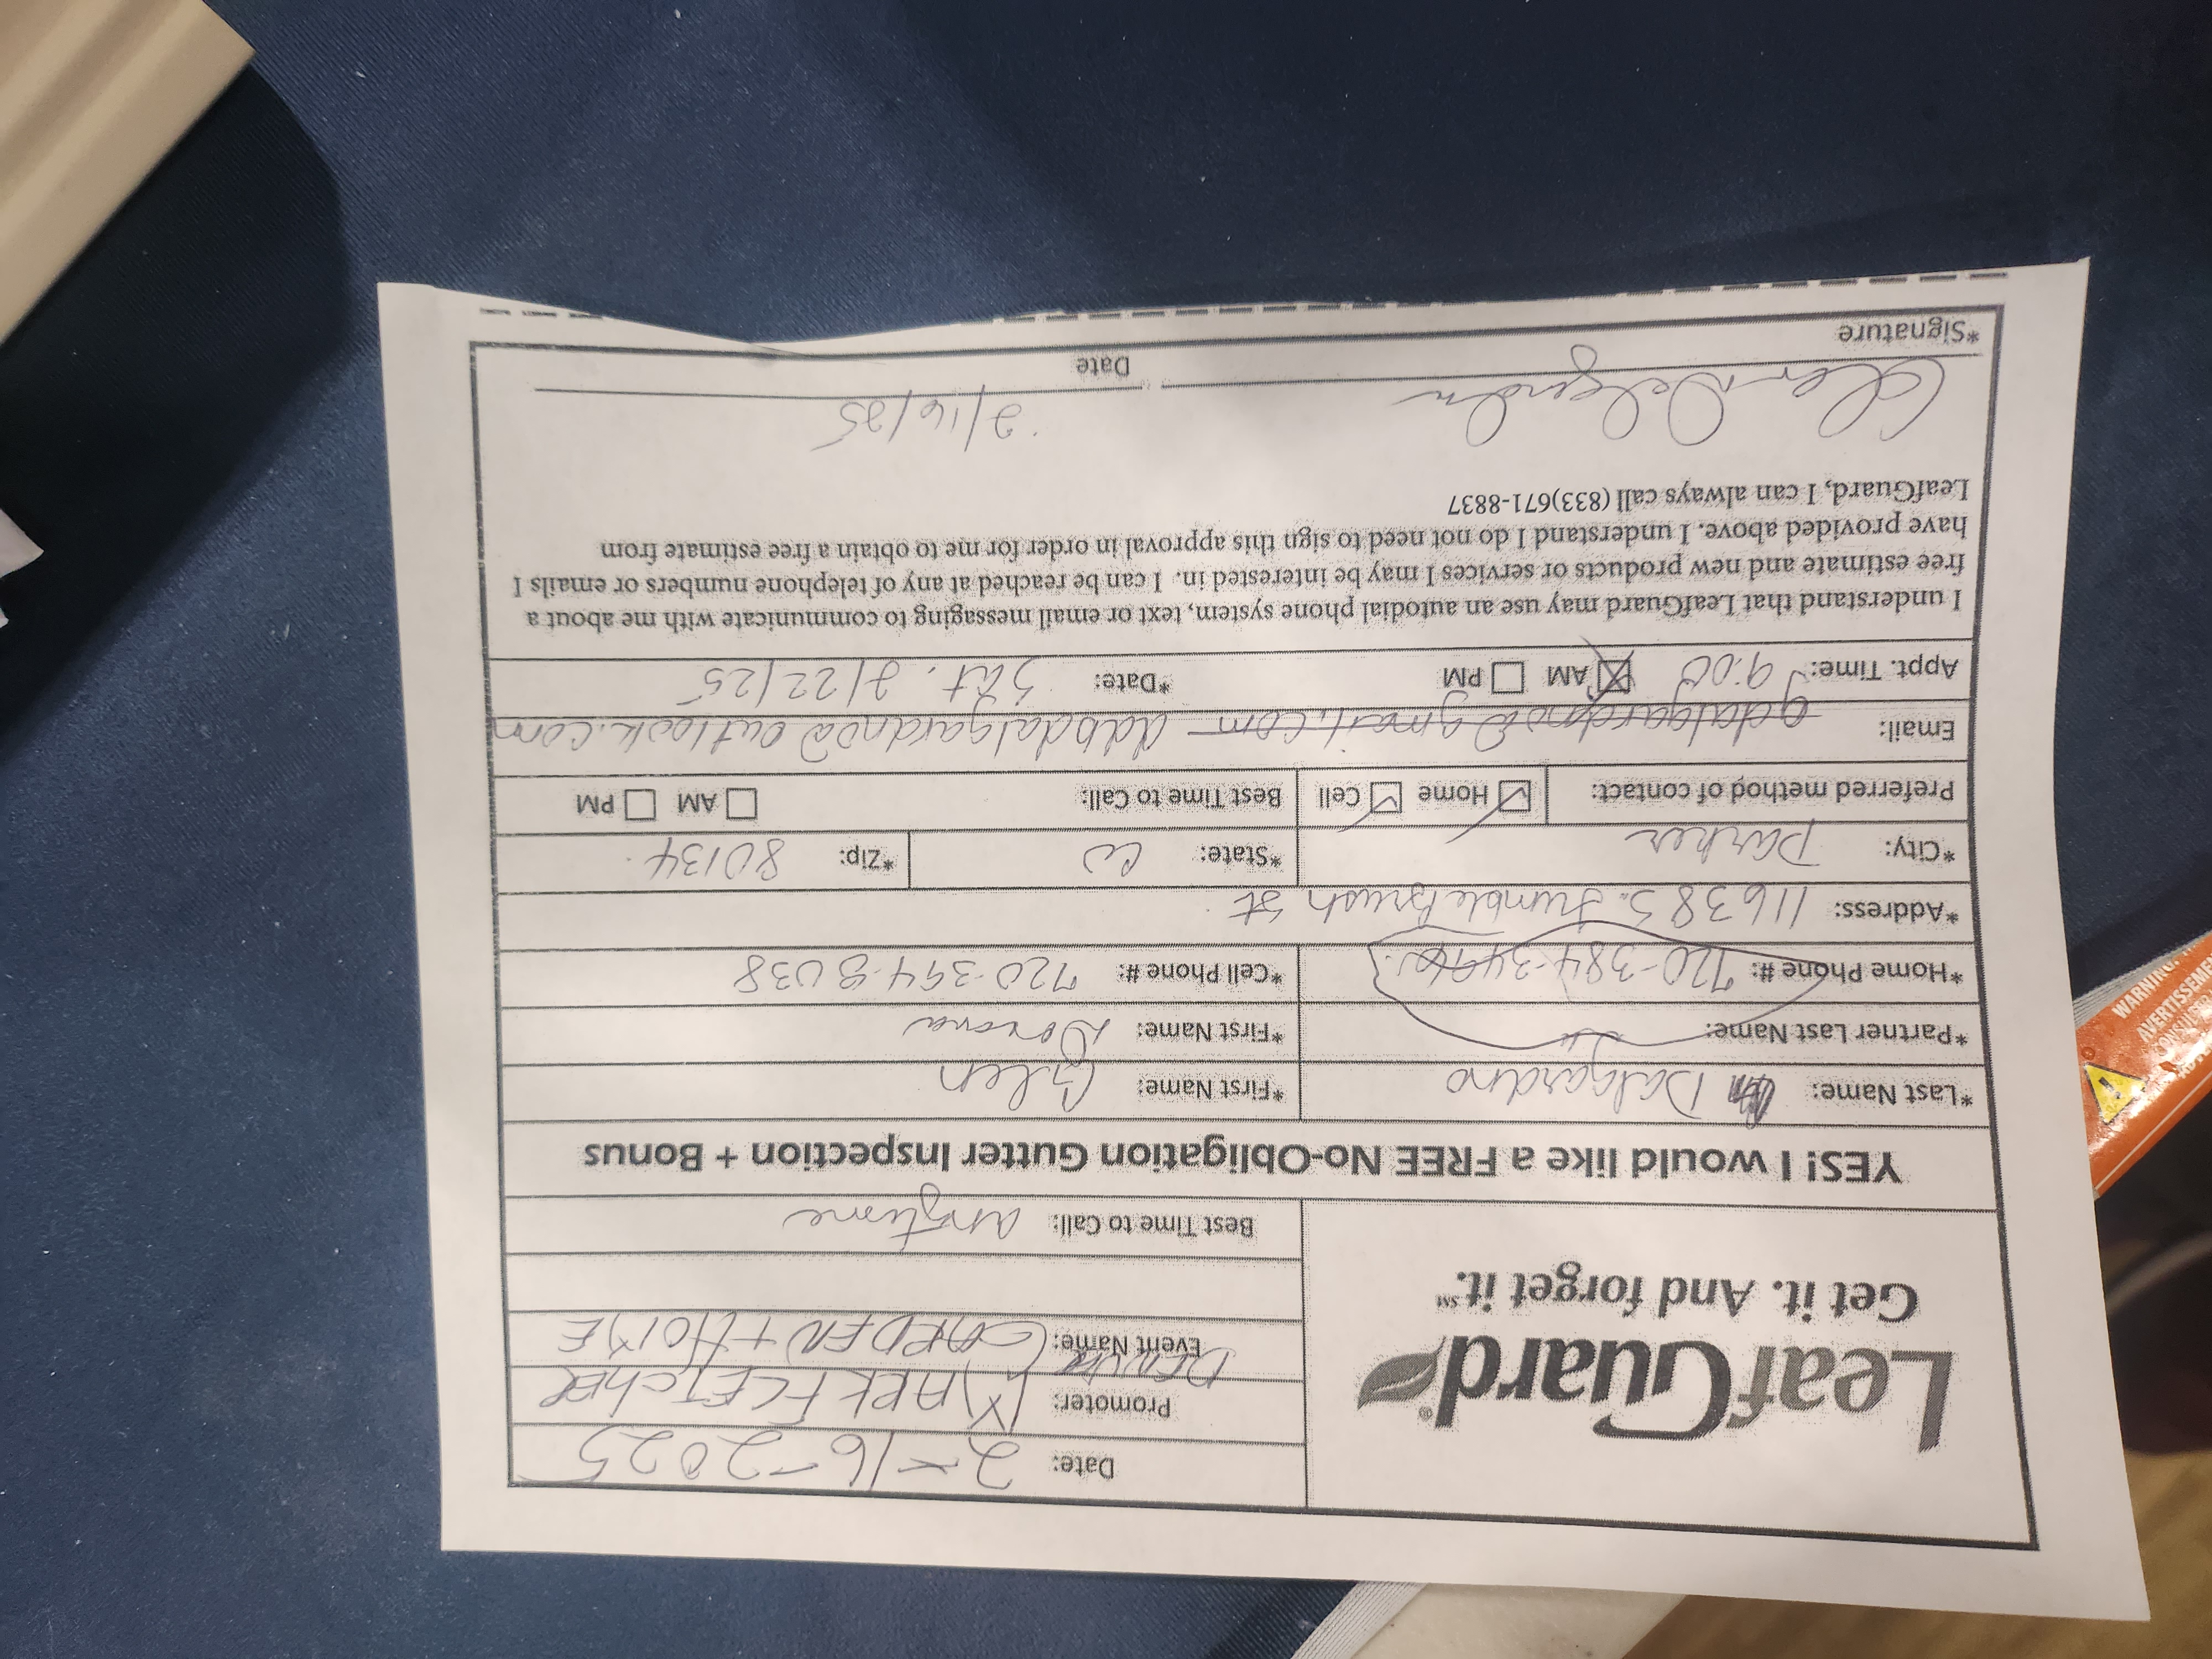 LeafGuard®
Get it. And forget it.℠
Date: 2-16-2025
Promoter: MARK FLETCHER
Event Name: DENVER GARDEN + HOME
Best Time to Call: anytime
YES! I would like a FREE No-Obligation Gutter Inspection + Bonus
*Last Name: Dalgardno *First Name: Glen
*Partner Last Name: *First Name: Donna
*Home Phone #: 720-384-3496 *Cell Phone #: 720-394-8038
*Address: 11638 S. Tumble Brush St.
*City: Parker *State: Co *Zip: 80134
Preferred method of contact: Home Cell Best Time to Call: AM PM
Email: gdalgardno@gmail.com dalgardno@outlook.com
Appt. Time: 9:00 AM PM *Date: Sat. 2/22/25
I understand that LeafGuard may use an autodial phone system, text or email messaging to communicate with me about a
free estimate and new products or services I may be interested in. I can be reached at any of telephone numbers or emails I
have provided above. I understand I do not need to sign this approval in order for me to obtain a free estimate from
LeafGuard, I can always call (833)671-8837
Glen Dalgardno 2/16/25
*Signature Date
WARNING
AVERTISSEMENT